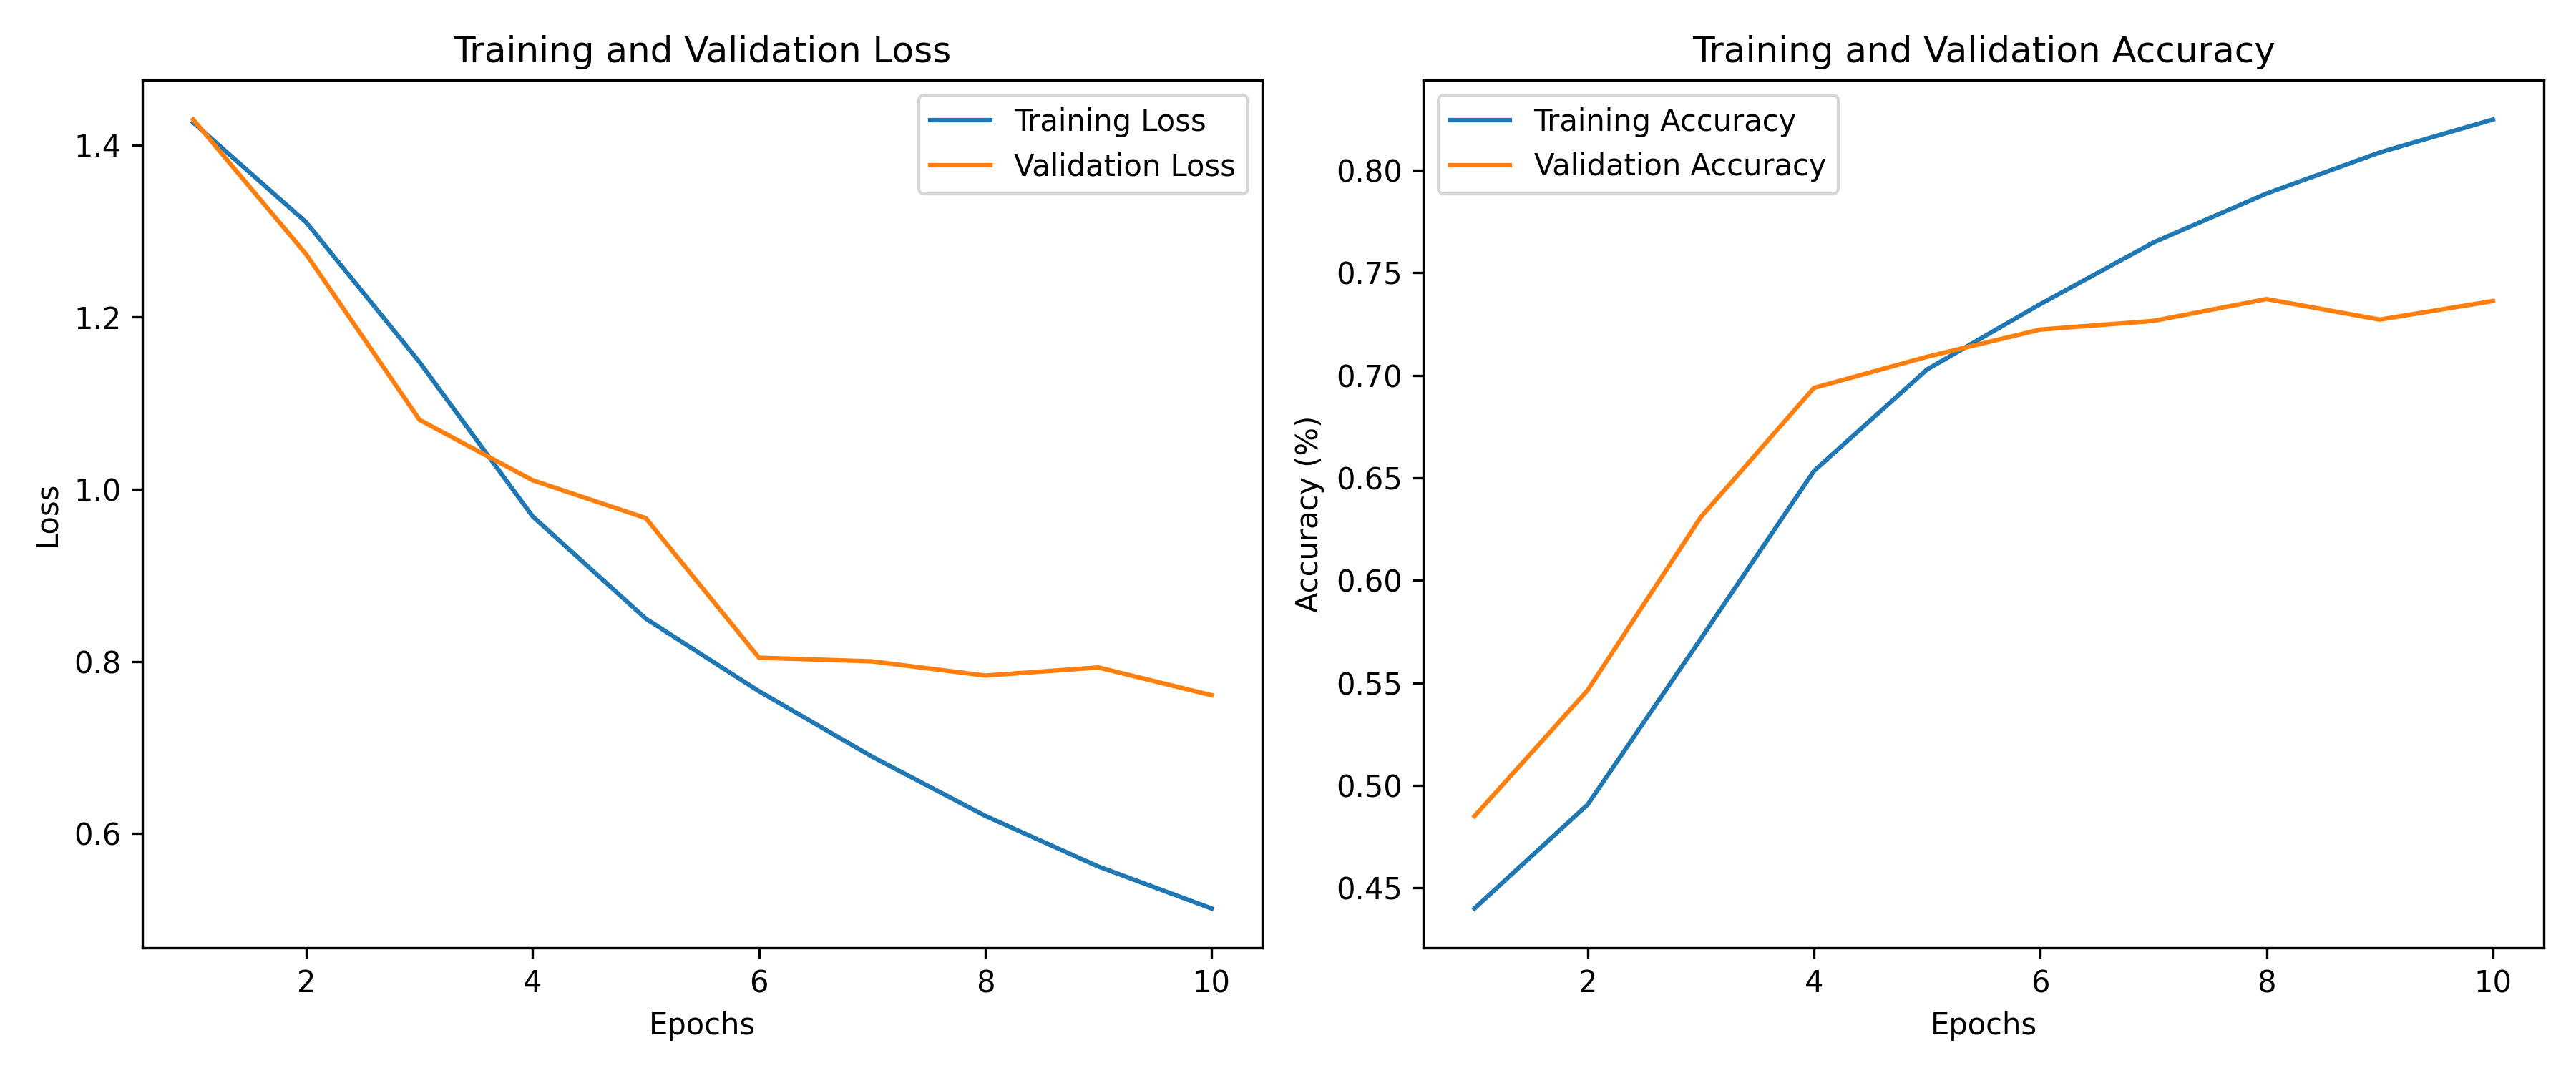 Training and Validation Loss
Training Loss
Validation Loss
1.4
1.2
1.0
0.8
0.6
Loss
2 4 6 8 10
Epochs
Training and Validation Accuracy
Training Accuracy
Validation Accuracy
0.80
0.75
0.70
0.65
0.60
0.55
0.50
0.45
Accuracy (%)
2 4 6 8 10
Epochs